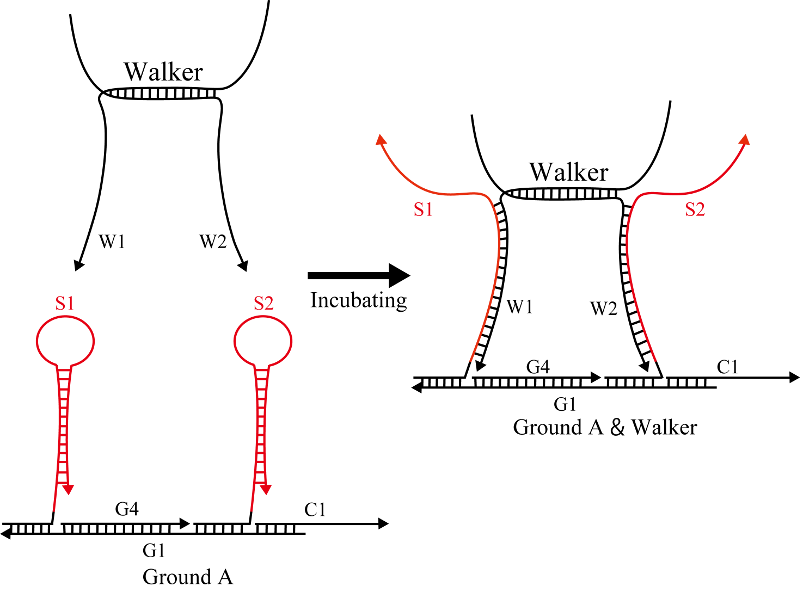 Walker
W1
W2
S1
S2
G4
C1
G1
Ground A
Incubating
Walker
S1
S2
W1
W2
G4
C1
G1
Ground A & Walker